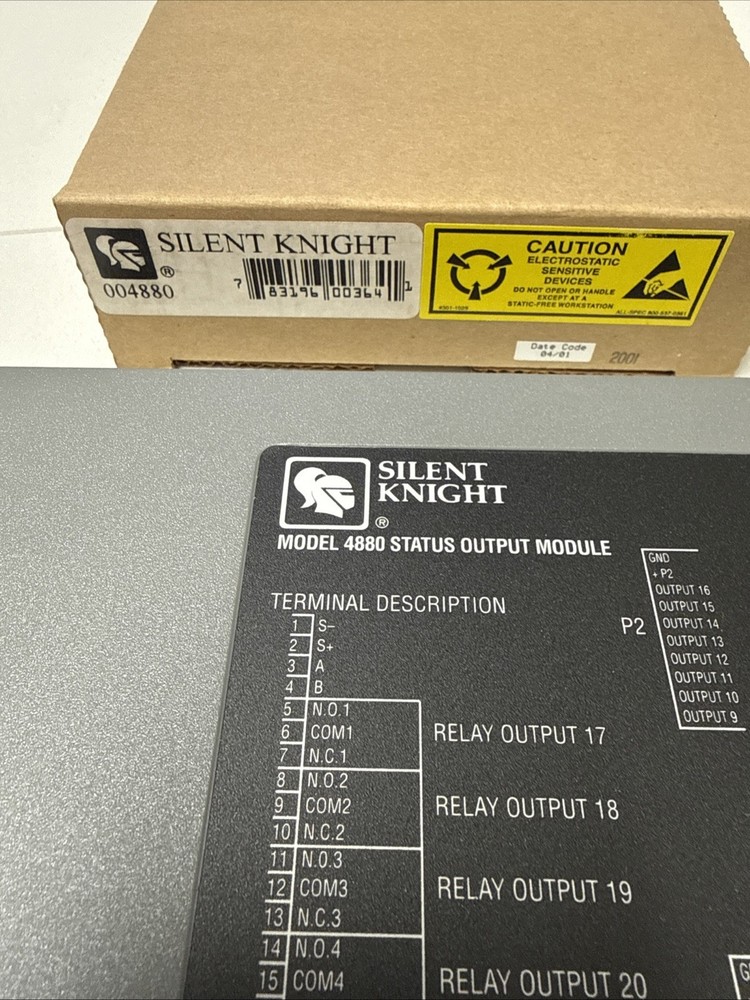 SILENT KNIGHT
®
004880
7 83196 00364 1
CAUTION
ELECTROSTATIC
SENSITIVE
DEVICES
DO NOT OPEN OR HANDLE
EXCEPT AT A
STATIC-FREE WORKSTATION
ALL-SPEC
Date Code
04/01
2001
SILENT
KNIGHT
®
MODEL 4880 STATUS OUTPUT MODULE
TERMINAL DESCRIPTION
1 S-
2 S+
3 A
4 B
5 N.O.1
6 COM1
7 N.C.1
RELAY OUTPUT 17
8 N.O.2
9 COM2
10 N.C.2
RELAY OUTPUT 18
11 N.O.3
12 COM3
13 N.C.3
RELAY OUTPUT 19
14 N.O.4
15 COM4
RELAY OUTPUT 20
P2
GND
+ P2
OUTPUT 16
OUTPUT 15
OUTPUT 14
OUTPUT 13
OUTPUT 12
OUTPUT 11
OUTPUT 10
OUTPUT 9